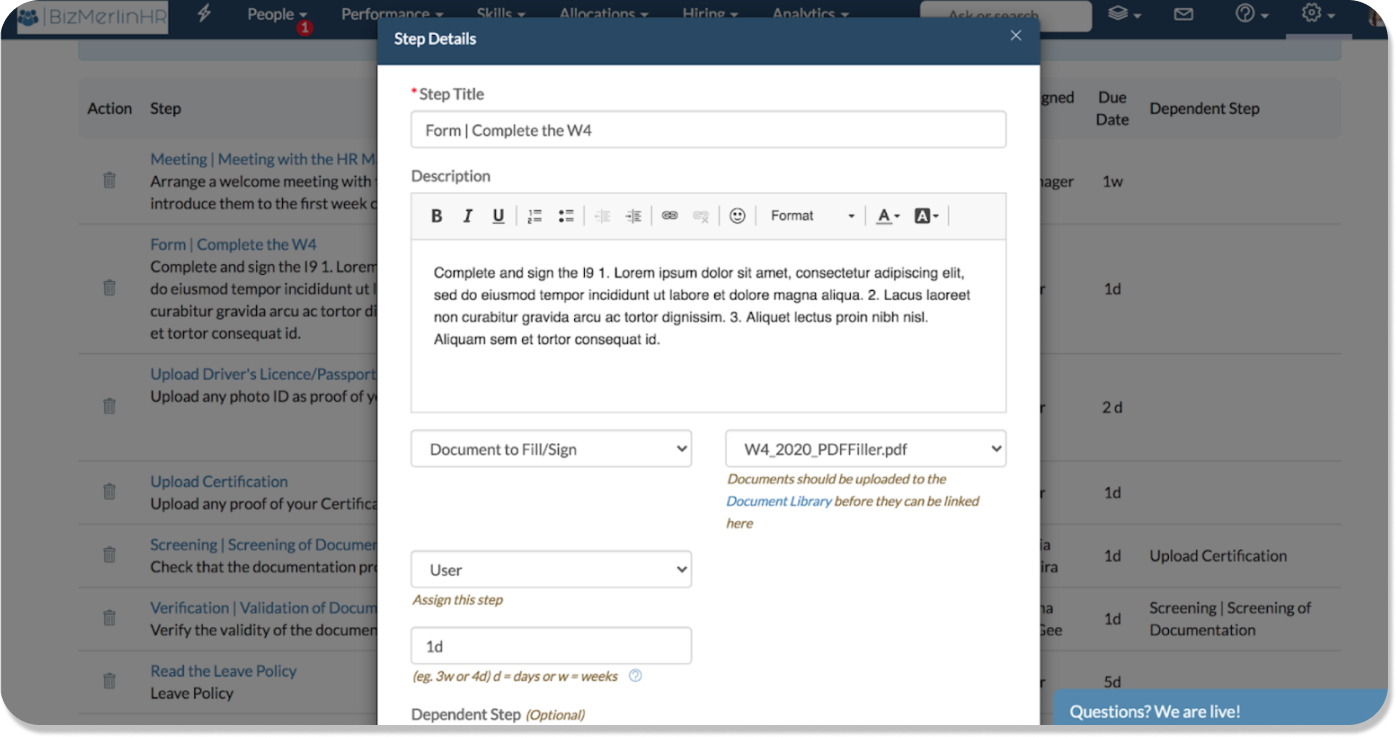 BizMerlinHR People Performance Skills Allocations Hiring Analytics Ask or search
1
Step Details
Action Step
gned Due Date Dependent Step
Meeting | Meeting with the HR M
Arrange a welcome meeting with
introduce them to the first week
nager 1w
Form | Complete the W4
Complete and sign the I9 1. Lorem
do eiusmod tempor incididunt ut l
curabitur gravida arcu ac tortor di
et tortor consequat id.
r 1d
Upload Driver's Licence/Passport
Upload any photo ID as proof of y
r 2 d
Upload Certification
Upload any proof of your Certifica
r 1d
Screening | Screening of Documen
Check that the documentation pro
ia
ira
1d Upload Certification
Verification | Validation of Docum
Verify the validity of the documen
na
Gee
1d Screening | Screening of
Documentation
Read the Leave Policy
Leave Policy
r 5d
* Step Title
Form | Complete the W4
Description
B I U Format A A
Complete and sign the I9 1. Lorem ipsum dolor sit amet, consectetur adipiscing elit,
sed do eiusmod tempor incididunt ut labore et dolore magna aliqua. 2. Lacus laoreet
non curabitur gravida arcu ac tortor dignissim. 3. Aliquet lectus proin nibh nisl.
Aliquam sem et tortor consequat id.
Document to Fill/Sign
W4_2020_PDFFiller.pdf
Documents should be uploaded to the
Document Library before they can be linked
here
User
Assign this step
1d
(eg. 3w or 4d) d = days or w = weeks
Dependent Step (Optional)
Questions? We are live!